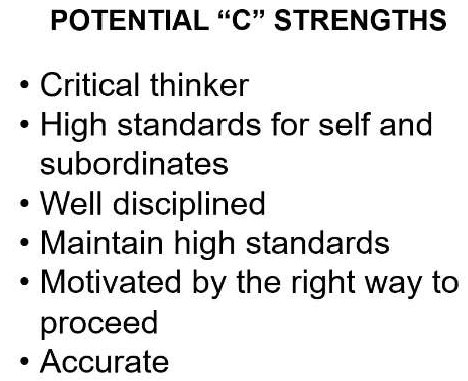 POTENTIAL “C” STRENGTHS
• Critical thinker
• High standards for self and
subordinates
• Well disciplined
• Maintain high standards
• Motivated by the right way to
proceed
• Accurate